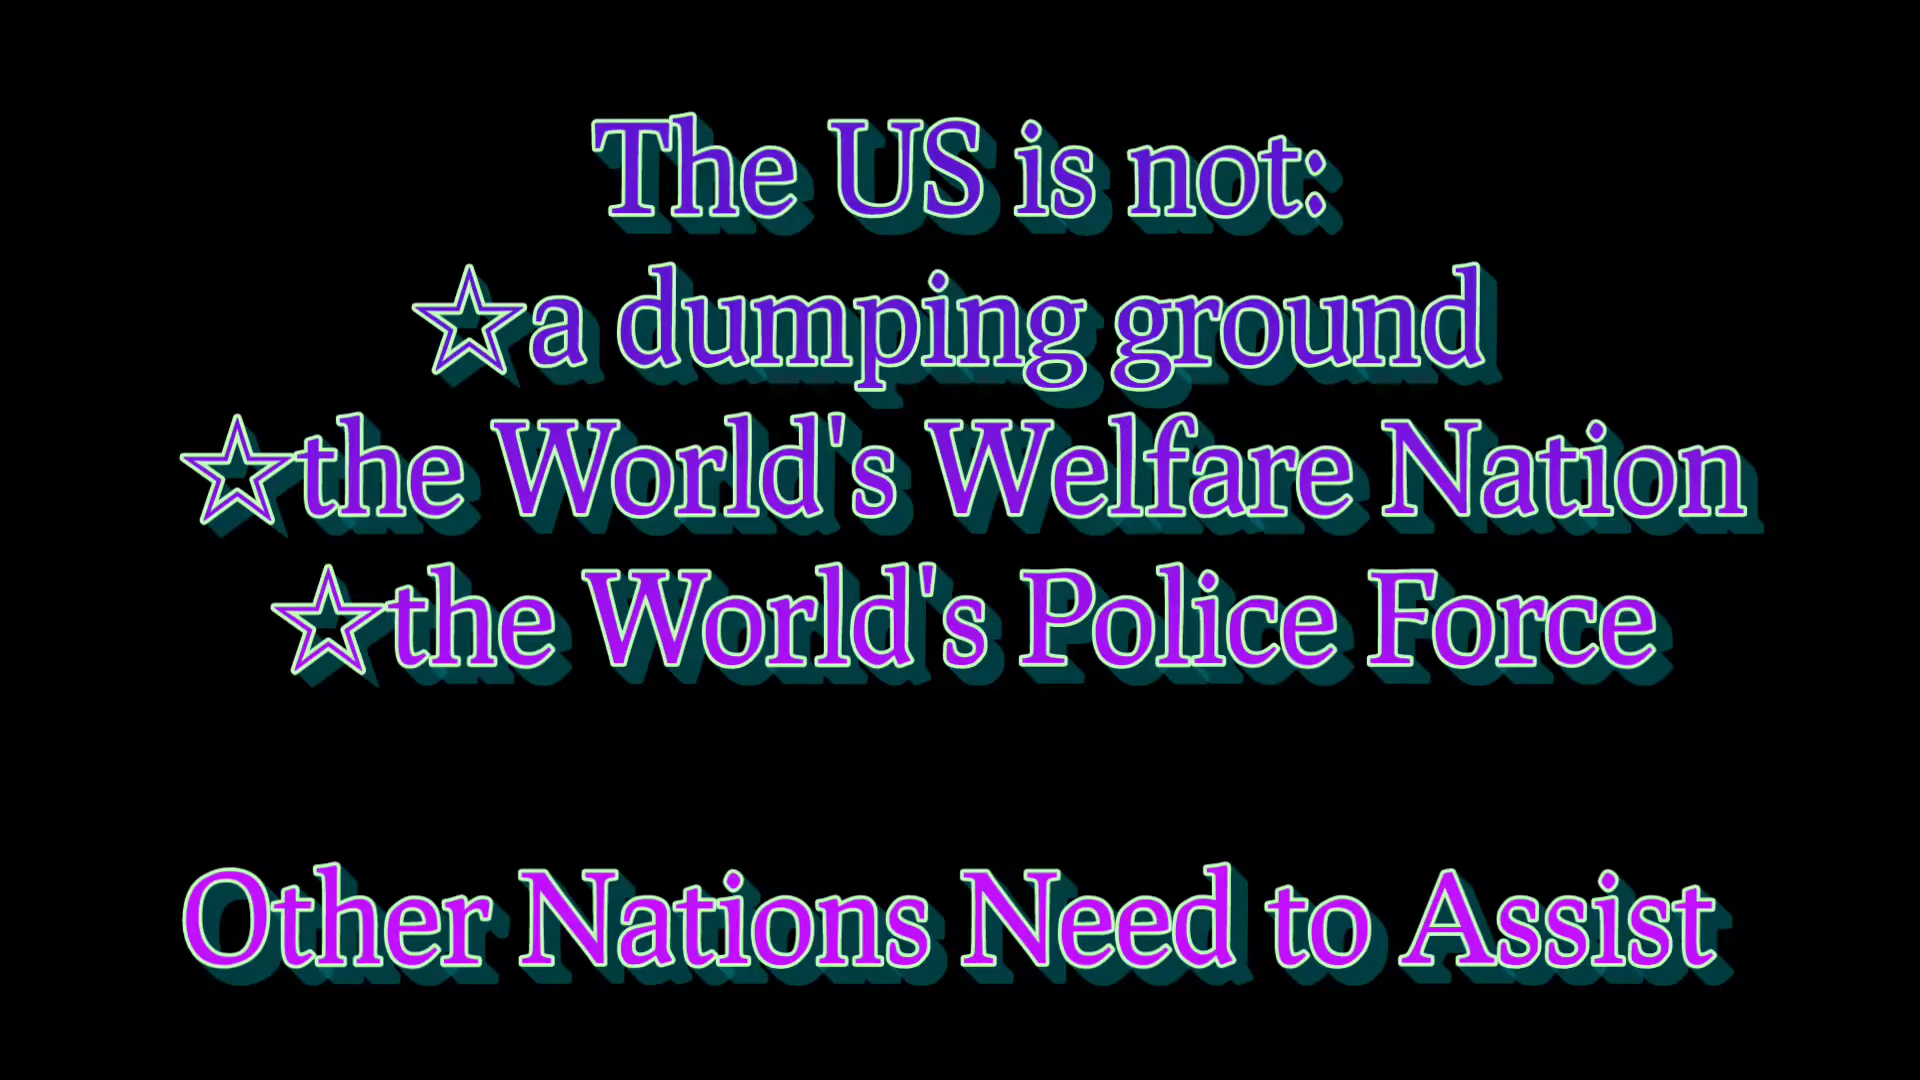 The US is not:
☆a dumping ground
☆the World's Welfare Nation
☆the World's Police Force
Other Nations Need to Assist